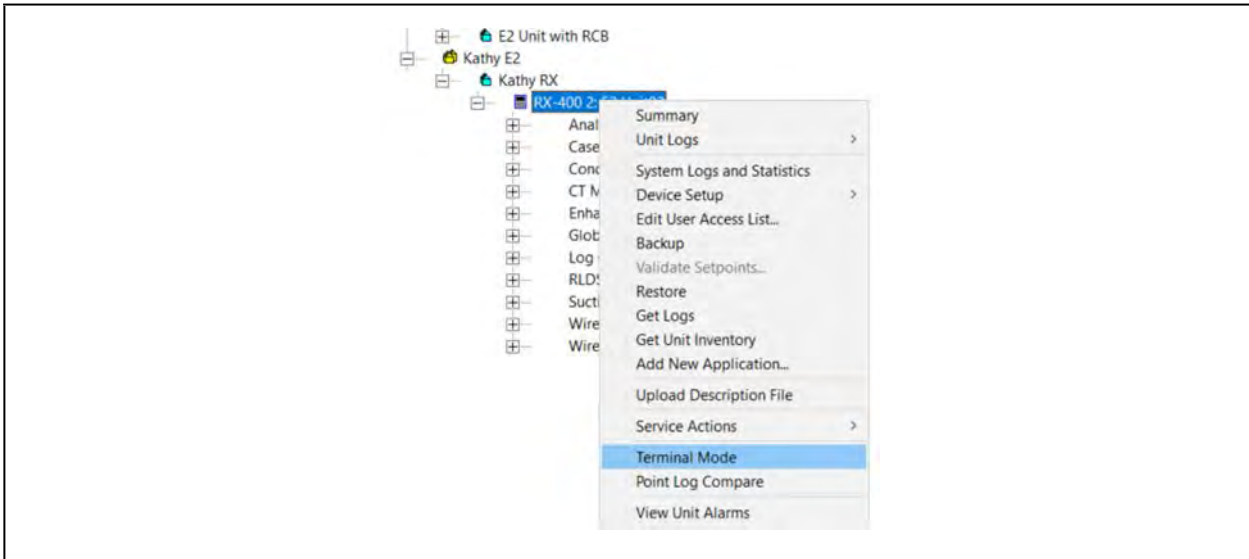 E2 Unit with RCB
Kathy E2
Kathy RX
RX-400 2:
Summary
Unit Logs
System Logs and Statistics
Device Setup
Edit User Access List...
Backup
Validate Setpoints...
Restore
Get Logs
Get Unit Inventory
Add New Application...
Upload Description File
Service Actions
Terminal Mode
Point Log Compare
View Unit Alarms
Anal
Case
Conc
CT M
Enha
Glob
Log
RLDS
Sucti
Wire
Wire